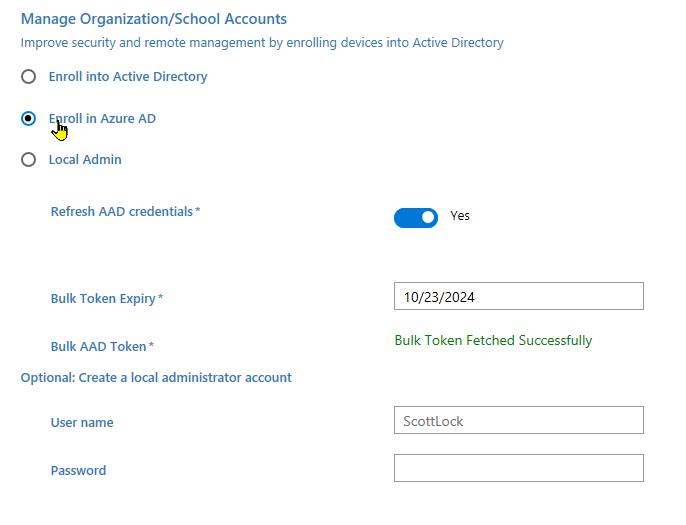 Manage Organization/School Accounts
Improve security and remote management by enrolling devices into Active Directory
Enroll into Active Directory
Enroll in Azure AD
Local Admin
Refresh AAD credentials*
Yes
Bulk Token Expiry*
10/23/2024
Bulk AAD Token*
Bulk Token Fetched Successfully
Optional: Create a local administrator account
User name
ScottLock
Password